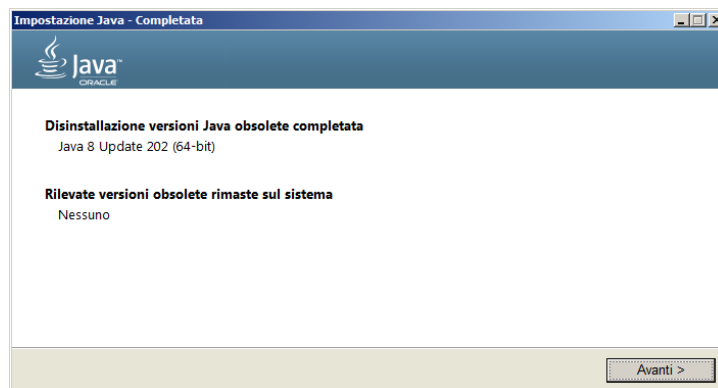 Impostazione Java - Completata
Java™
ORACLE
Disinstallazione versioni Java obsolete completata
Java 8 Update 202 (64-bit)
Rilevate versioni obsolete rimaste sul sistema
Nessuno
Avanti >